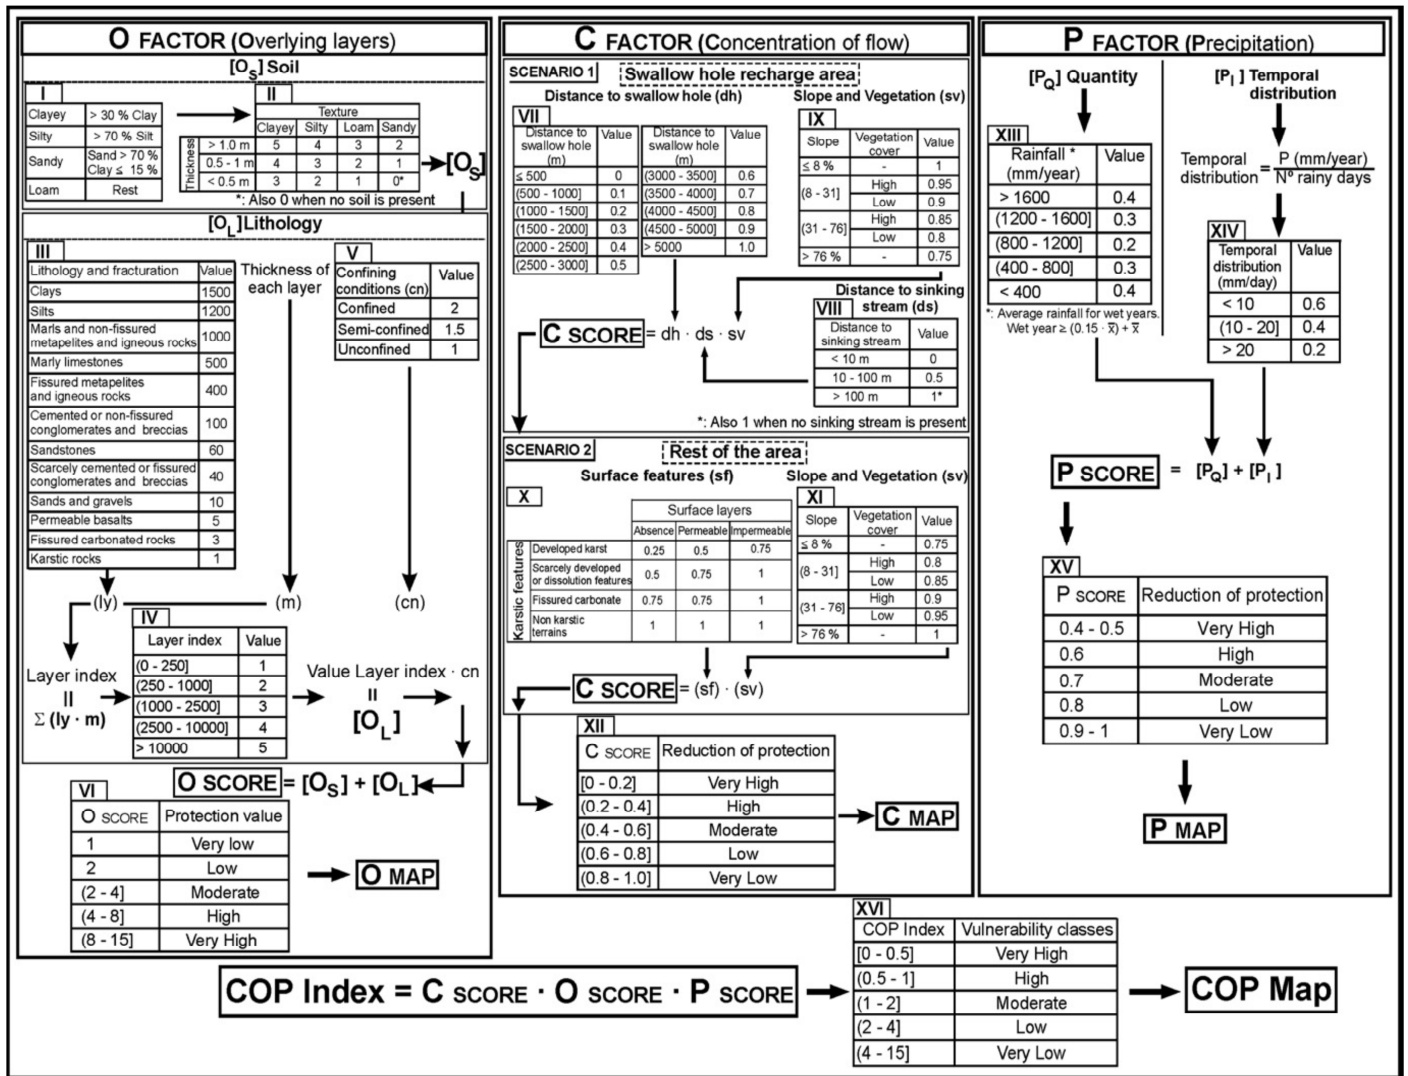 O FACTOR (Overlying layers)
[OS] Soil
I
Clayey > 30 % Clay
Silty > 70 % Silt
Sandy Sand > 70 % Clay ≤ 15 %
Loam Rest
II
Texture
Clayey Silty Loam Sandy
Thickness
> 1.0 m 5 4 3 2
0.5 - 1 m 4 3 2 1
< 0.5 m 3 2 1 0*
[OS]
*: Also 0 when no soil is present
[OL]Lithology
III
Lithology and fracturation Value
Clays 1500
Silts 1200
Marls and non-fissured metapelites and igneous rocks 1000
Marly limestones 500
Fissured metapelites and igneous rocks 400
Cemented or non-fissured conglomerates and breccias 100
Sandstones 60
Scarcely cemented or fissured conglomerates and breccias 40
Sands and gravels 10
Permeable basalts 5
Fissured carbonated rocks 3
Karstic rocks 1
Thickness of
each layer
V
Confining conditions (cn) Value
Confined 2
Semi-confined 1.5
Unconfined 1
(ly) (m) (cn)
Layer index
=
Σ (ly · m)
IV
Layer index Value
(0 - 250] 1
(250 - 1000] 2
(1000 - 2500] 3
(2500 - 10000] 4
> 10000 5
Value Layer index · cn
=
[OL]
O SCORE = [OS] + [OL]
VI
O SCORE Protection value
1 Very low
2 Low
(2 - 4] Moderate
(4 - 8] High
(8 - 15] Very High
O MAP
C FACTOR (Concentration of flow)
SCENARIO 1 Swallow hole recharge area
Distance to swallow hole (dh)
VII
Distance to swallow hole (m) Value Distance to swallow hole (m) Value
≤ 500 0 (3000 - 3500] 0.6
(500 - 1000] 0.1 (3500 - 4000] 0.7
(1000 - 1500] 0.2 (4000 - 4500] 0.8
(1500 - 2000] 0.3 (4500 - 5000] 0.9
(2000 - 2500] 0.4 > 5000 1.0
(2500 - 3000] 0.5
Slope and Vegetation (sv)
IX
Slope Vegetation cover Value
≤ 8 % - 1
(8 - 31] High 0.95
Low 0.9
(31 - 76] High 0.85
Low 0.8
> 76 % - 0.75
C SCORE = dh · ds · sv
Distance to sinking
stream (ds)
VIII
Distance to sinking stream Value
< 10 m 0
10 - 100 m 0.5
> 100 m 1*
*: Also 1 when no sinking stream is present
SCENARIO 2 Rest of the area
Surface features (sf)
X
Surface layers
Absence Permeable Impermeable
Karstic features
Developed karst 0.25 0.5 0.75
Scarcely developed or dissolution features 0.5 0.75 1
Fissured carbonate 0.75 0.75 1
Non karstic terrains 1 1 1
Slope and Vegetation (sv)
XI
Slope Vegetation cover Value
≤ 8 % - 0.75
(8 - 31] High 0.8
Low 0.85
(31 - 76] High 0.9
Low 0.95
> 76 % - 1
C SCORE = (sf) · (sv)
XII
C SCORE Reduction of protection
[0 - 0.2] Very High
(0.2 - 0.4] High
(0.4 - 0.6] Moderate
(0.6 - 0.8] Low
(0.8 - 1.0] Very Low
C MAP
P FACTOR (Precipitation)
[PQ] Quantity
XIII
Rainfall * (mm/year) Value
> 1600 0.4
(1200 - 1600] 0.3
(800 - 1200] 0.2
(400 - 800] 0.3
< 400 0.4
*: Average rainfall for wet years.
Wet year ≥ (0.15 · x̅) + x̅
[PI] Temporal
distribution
Temporal distribution = P (mm/year) / Nº rainy days
XIV
Temporal distribution (mm/day) Value
< 10 0.6
(10 - 20] 0.4
> 20 0.2
P SCORE = [PQ] + [PI]
XV
P SCORE Reduction of protection
0.4 - 0.5 Very High
0.6 High
0.7 Moderate
0.8 Low
0.9 - 1 Very Low
P MAP
COP Index = C SCORE · O SCORE · P SCORE
XVI
COP Index Vulnerability classes
[0 - 0.5] Very High
(0.5 - 1] High
(1 - 2] Moderate
(2 - 4] Low
(4 - 15] Very Low
COP Map